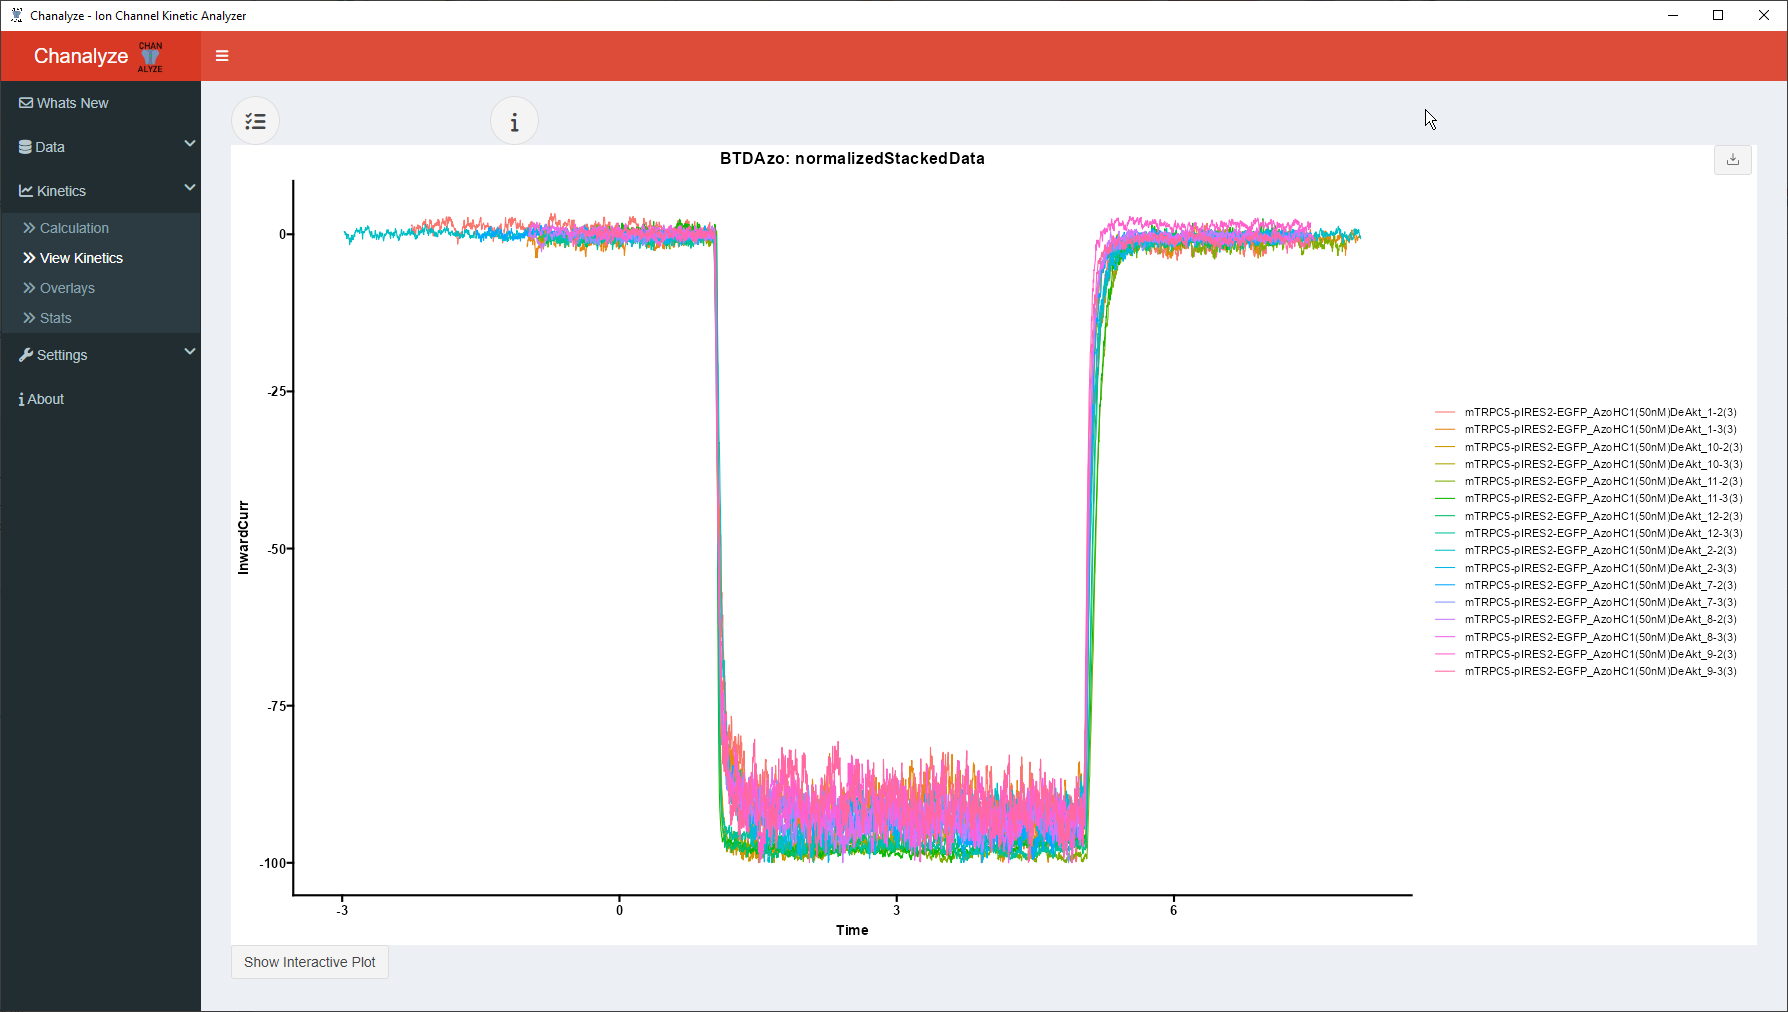 Chanalyze - Ion Channel Kinetic Analyzer
Chanalyze
CHAN
ALYZE
Whats New
Data
Kinetics
Calculation
View Kinetics
Overlays
Stats
Settings
About
BTDAzo: normalizedStackedData
InwardCurr
0
-25
-50
-75
-100
-3
0
3
6
Time
mTRPC5-pIRES2-EGFP_AzoHC1(50nM)DeAkt_1-2(3)
mTRPC5-pIRES2-EGFP_AzoHC1(50nM)DeAkt_1-3(3)
mTRPC5-pIRES2-EGFP_AzoHC1(50nM)DeAkt_10-2(3)
mTRPC5-pIRES2-EGFP_AzoHC1(50nM)DeAkt_10-3(3)
mTRPC5-pIRES2-EGFP_AzoHC1(50nM)DeAkt_11-2(3)
mTRPC5-pIRES2-EGFP_AzoHC1(50nM)DeAkt_11-3(3)
mTRPC5-pIRES2-EGFP_AzoHC1(50nM)DeAkt_12-2(3)
mTRPC5-pIRES2-EGFP_AzoHC1(50nM)DeAkt_12-3(3)
mTRPC5-pIRES2-EGFP_AzoHC1(50nM)DeAkt_2-2(3)
mTRPC5-pIRES2-EGFP_AzoHC1(50nM)DeAkt_2-3(3)
mTRPC5-pIRES2-EGFP_AzoHC1(50nM)DeAkt_7-2(3)
mTRPC5-pIRES2-EGFP_AzoHC1(50nM)DeAkt_7-3(3)
mTRPC5-pIRES2-EGFP_AzoHC1(50nM)DeAkt_8-2(3)
mTRPC5-pIRES2-EGFP_AzoHC1(50nM)DeAkt_8-3(3)
mTRPC5-pIRES2-EGFP_AzoHC1(50nM)DeAkt_9-2(3)
mTRPC5-pIRES2-EGFP_AzoHC1(50nM)DeAkt_9-3(3)
Show Interactive Plot